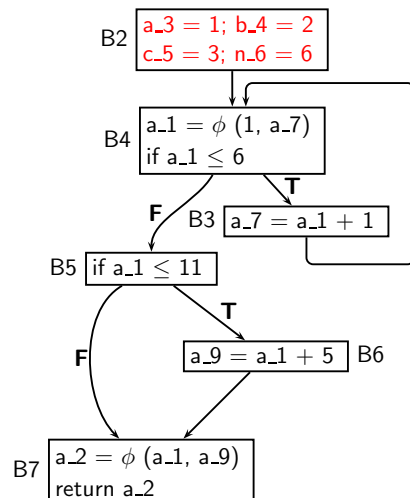 B2
a_3 = 1; b_4 = 2
c_5 = 3; n_6 = 6
B4
a_1 = ϕ (1, a_7)
if a_1 ≤ 6
F
T
B3
a_7 = a_1 + 1
B5
if a_1 ≤ 11
F
T
a_9 = a_1 + 5
B6
B7
a_2 = ϕ (a_1, a_9)
return a_2